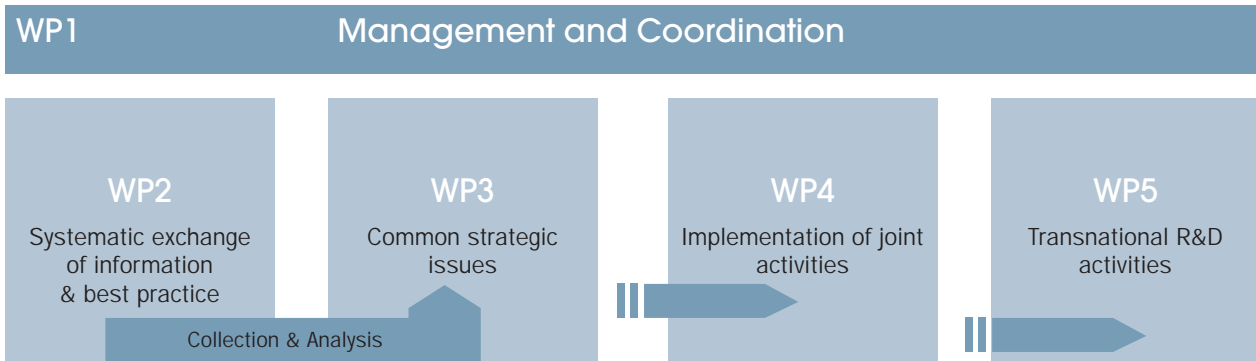 WP1 Management and Coordination
WP2
Systematic exchange
of information
& best practice
WP3
Common strategic
issues
WP4
Implementation of joint
activities
WP5
Transnational R&D
activities
Collection & Analysis